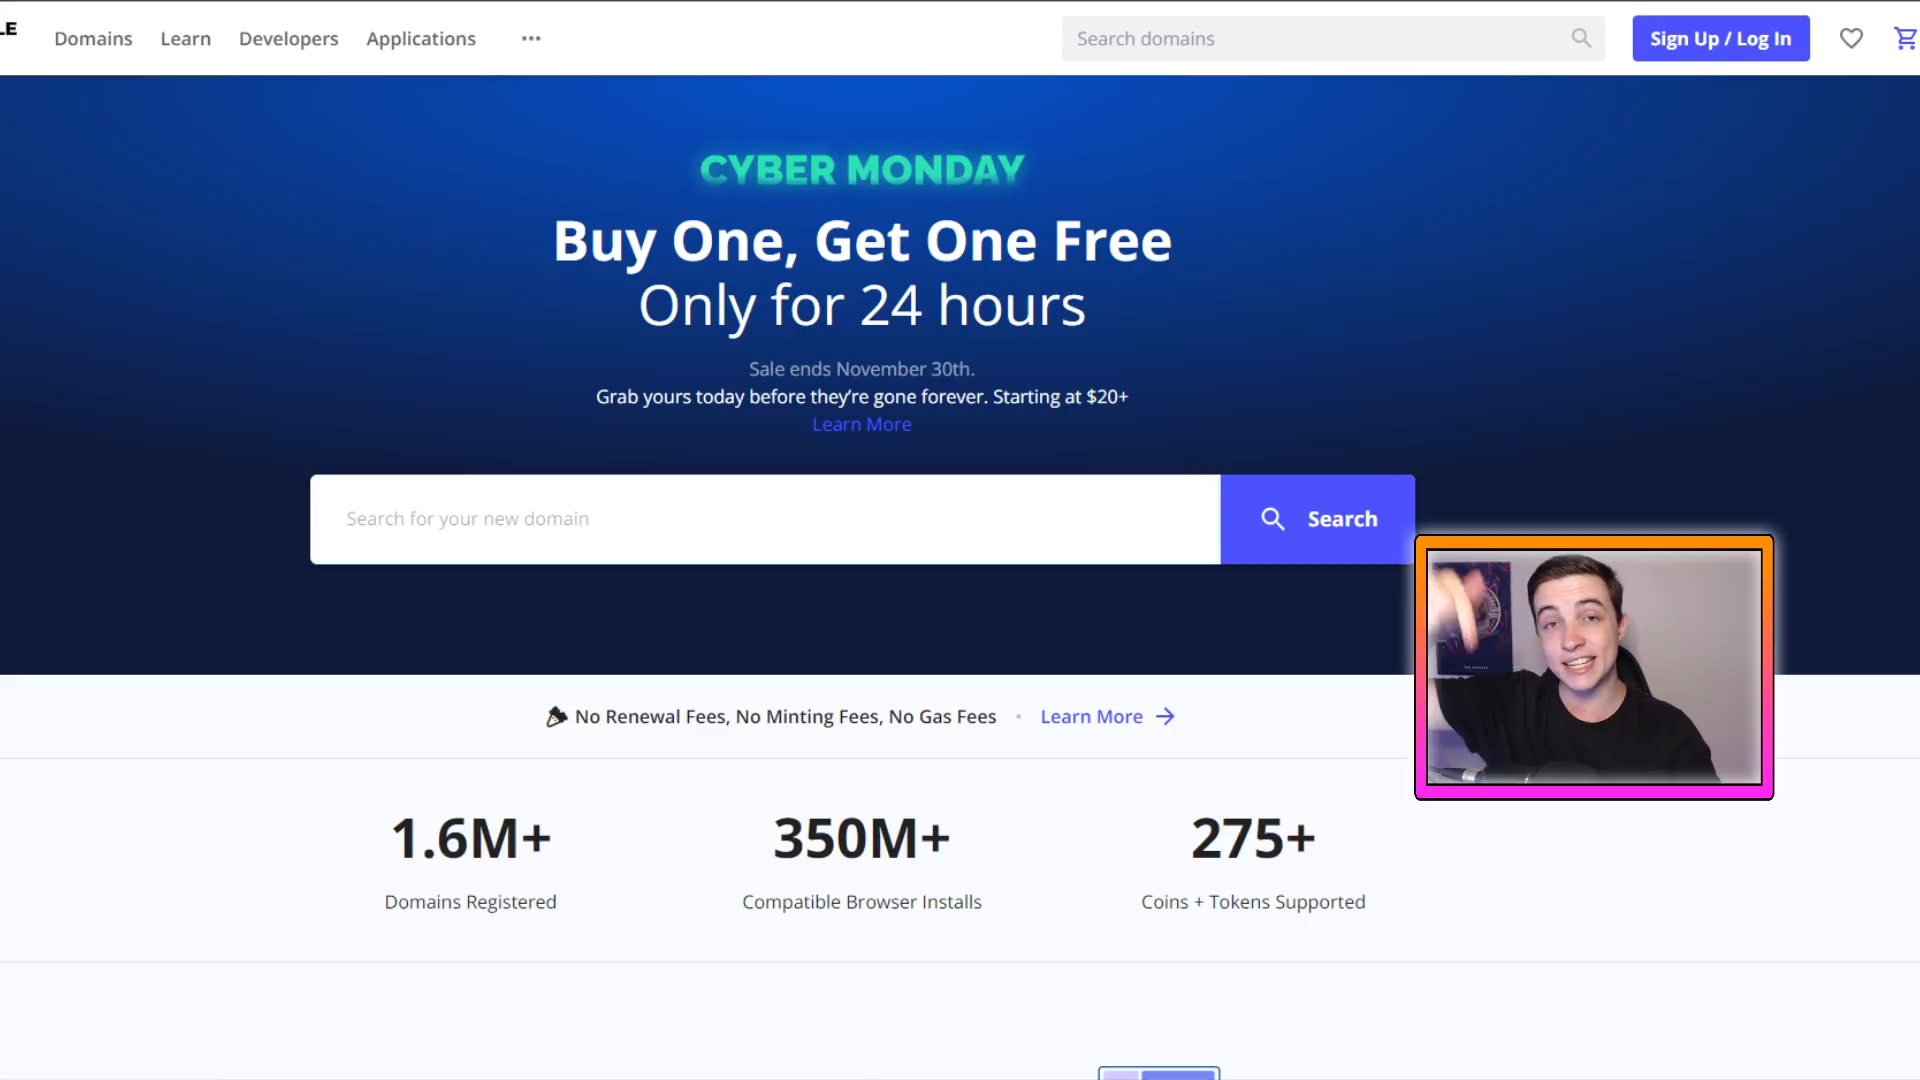 LE
Domains
Learn
Developers
Applications
Search domains
Sign Up / Log In
CYBER MONDAY
Buy One, Get One Free
Only for 24 hours
Sale ends November 30th.
Grab yours today before they’re gone forever. Starting at $20+
Learn More
Search for your new domain
Search
No Renewal Fees, No Minting Fees, No Gas Fees • Learn More
1.6M+
Domains Registered
350M+
Compatible Browser Installs
275+
Coins + Tokens Supported